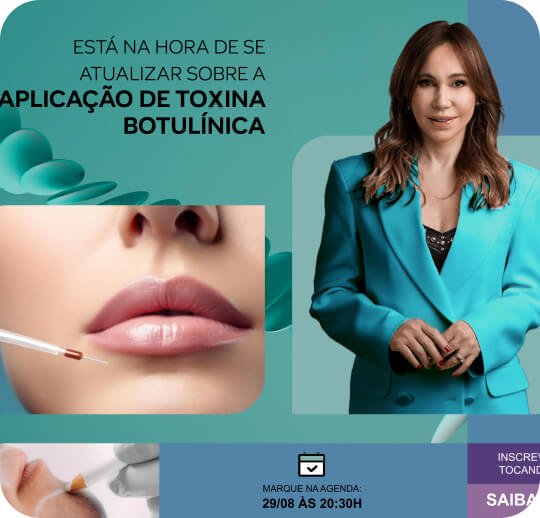 ESTÁ NA HORA DE SE
ATUALIZAR SOBRE A
APLICAÇÃO DE TOXINA
BOTULÍNICA
MARQUE NA AGENDA:
29/08 ÀS 20:30H
INSCREV
TOCAND
SAIBA